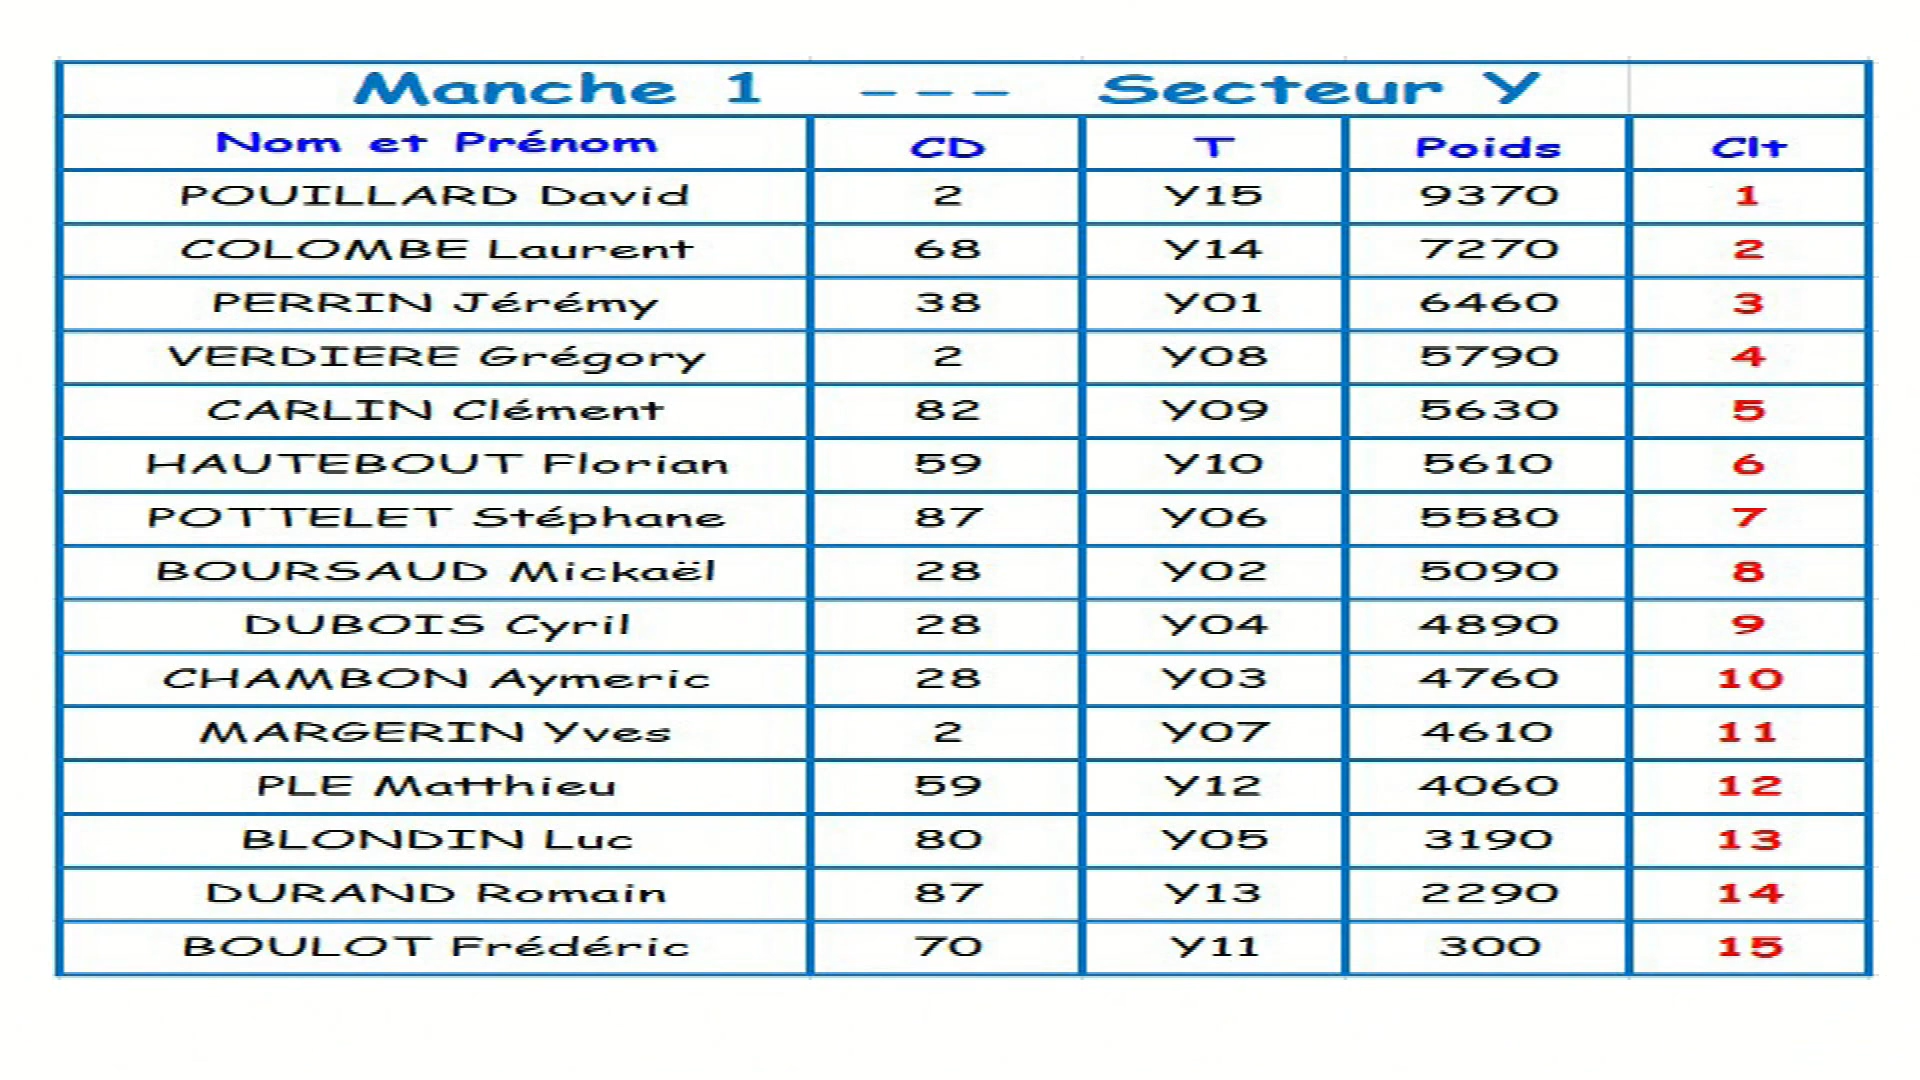 Manche 1 --- Secteur Y
Nom et Prénom CD T Poids Clt
POUILLARD David 2 Y15 9370 1
COLOMBE Laurent 68 Y14 7270 2
PERRIN Jérémy 38 Y01 6460 3
VERDIERE Grégory 2 Y08 5790 4
CARLIN Clément 82 Y09 5630 5
HAUTEBOUT Florian 59 Y10 5610 6
POTTELET Stéphane 87 Y06 5580 7
BOURSAUD Mickaël 28 Y02 5090 8
DUBOIS Cyril 28 Y04 4890 9
CHAMBON Aymeric 28 Y03 4760 10
MARGERIN Yves 2 Y07 4610 11
PLE Matthieu 59 Y12 4060 12
BLONDIN Luc 80 Y05 3190 13
DURAND Romain 87 Y13 2290 14
BOULOT Frédéric 70 Y11 300 15